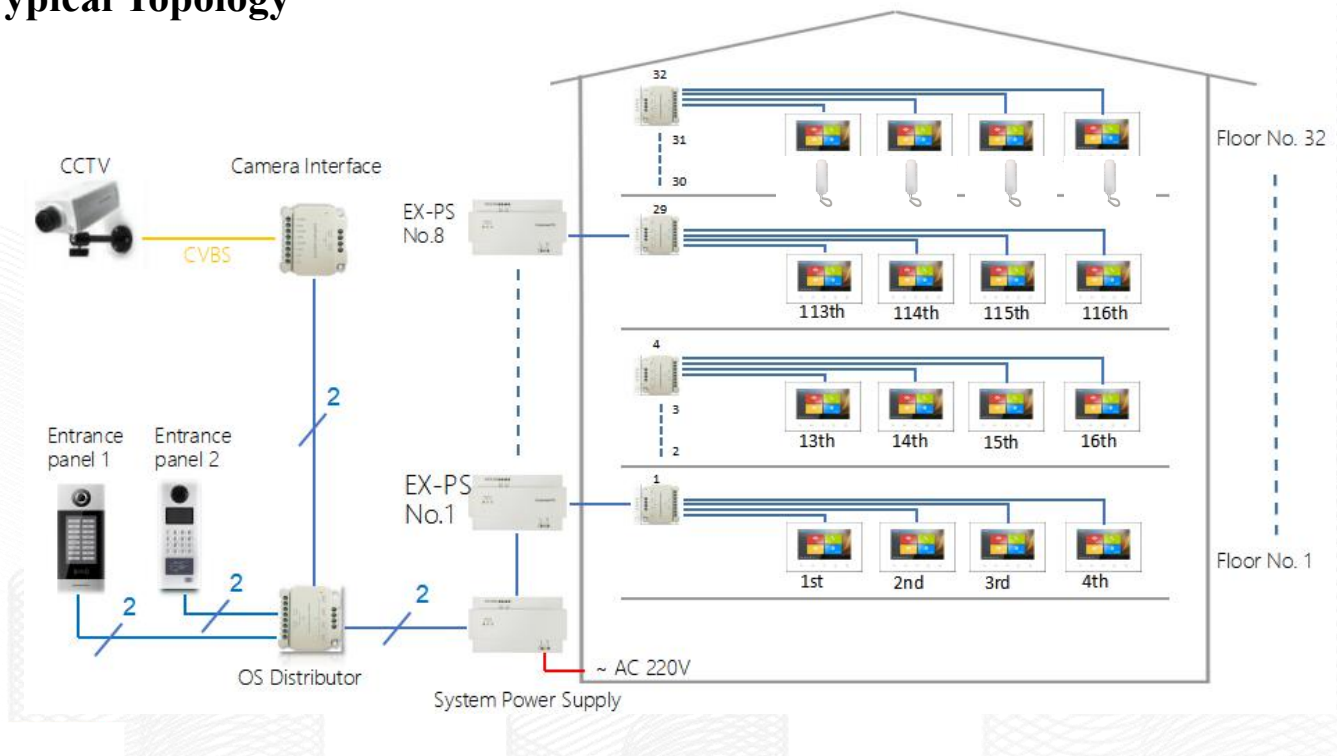 ypical Topology
32
31
30
Floor No. 32
CCTV
Camera Interface
CVBS
EX-PS
No.8
29
113th 114th 115th 116th
4
3
2
13th 14th 15th 16th
2
Entrance
panel 1
Entrance
panel 2
EX-PS
No.1
1
1st 2nd 3rd 4th
Floor No. 1
2
2
2
OS Distributor
~ AC 220V
System Power Supply